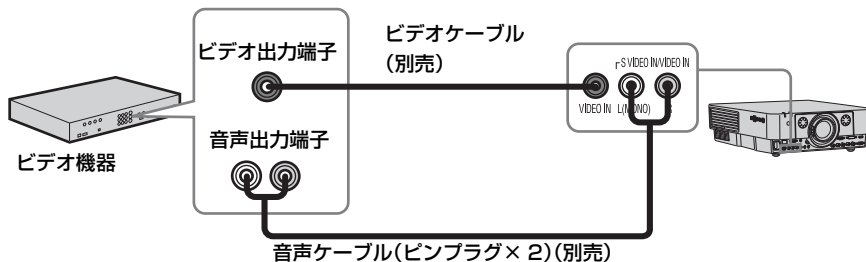 ビデオ出力端子
ビデオケーブル
(別売)
S VIDEO IN/VIDEO IN
VIDEO IN
L(MONO)
R
音声出力端子
ビデオ機器
音声ケーブル(ピンプラグ× 2)(別売)